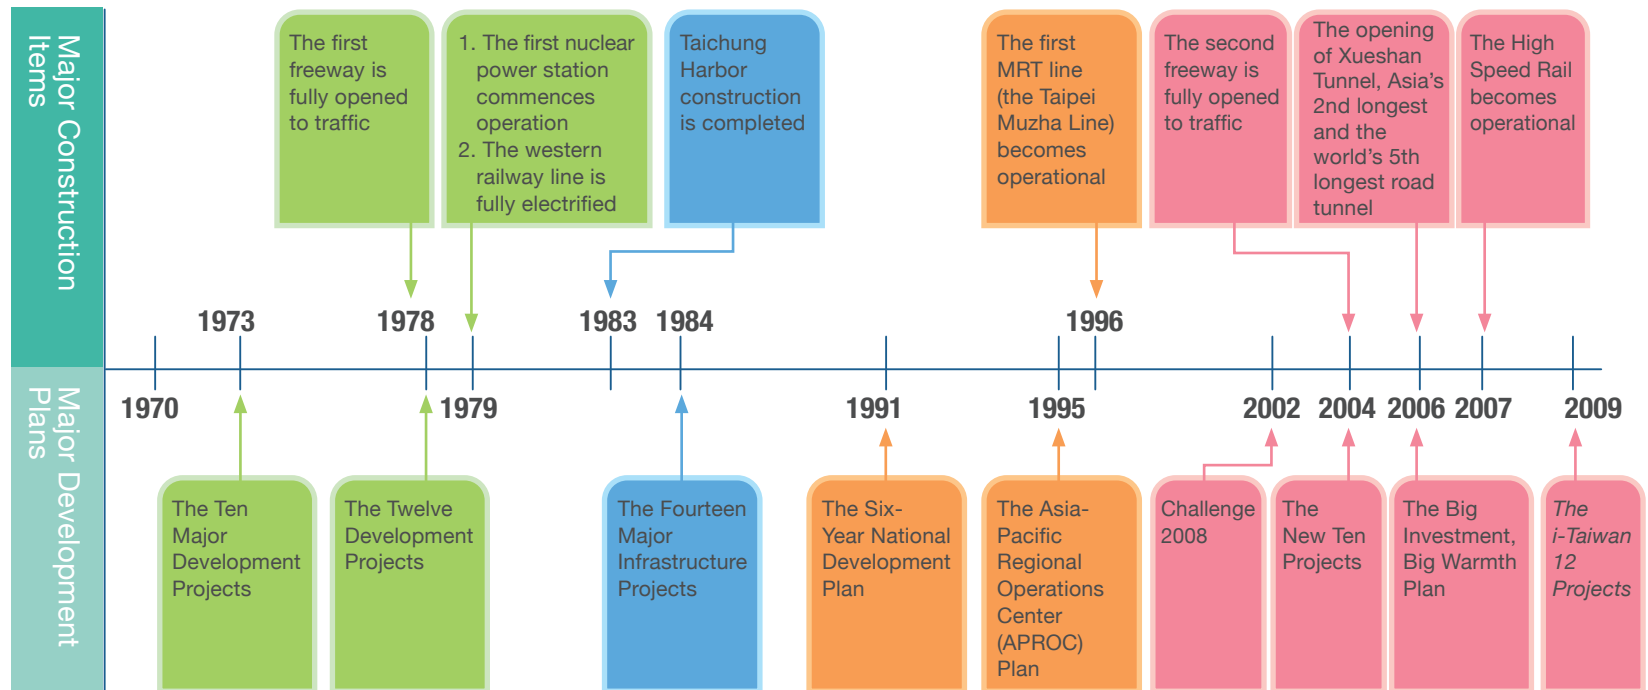 Major Construction
Items
The first
freeway is
fully opened
to traffic
1. The first nuclear
power station
commences
operation
2. The western
railway line is
fully electrified
Taichung
Harbor
construction
is completed
The first
MRT line
(the Taipei
Muzha Line)
becomes
operational
The second
freeway is
fully opened
to traffic
The opening
of Xueshan
Tunnel, Asia’s
2nd longest
and the
world’s 5th
longest road
tunnel
The High
Speed Rail
becomes
operational
1973
1978
1983
1984
1996
1970
1979
1991
1995
2002
2004
2006
2007
2009
Major Development
Plans
The Ten
Major
Development
Projects
The Twelve
Development
Projects
The Fourteen
Major
Infrastructure
Projects
The Six-
Year National
Development
Plan
The Asia-
Pacific
Regional
Operations
Center
(APROC)
Plan
Challenge
2008
The
New Ten
Projects
The Big
Investment,
Big Warmth
Plan
The
i-Taiwan
12
Projects